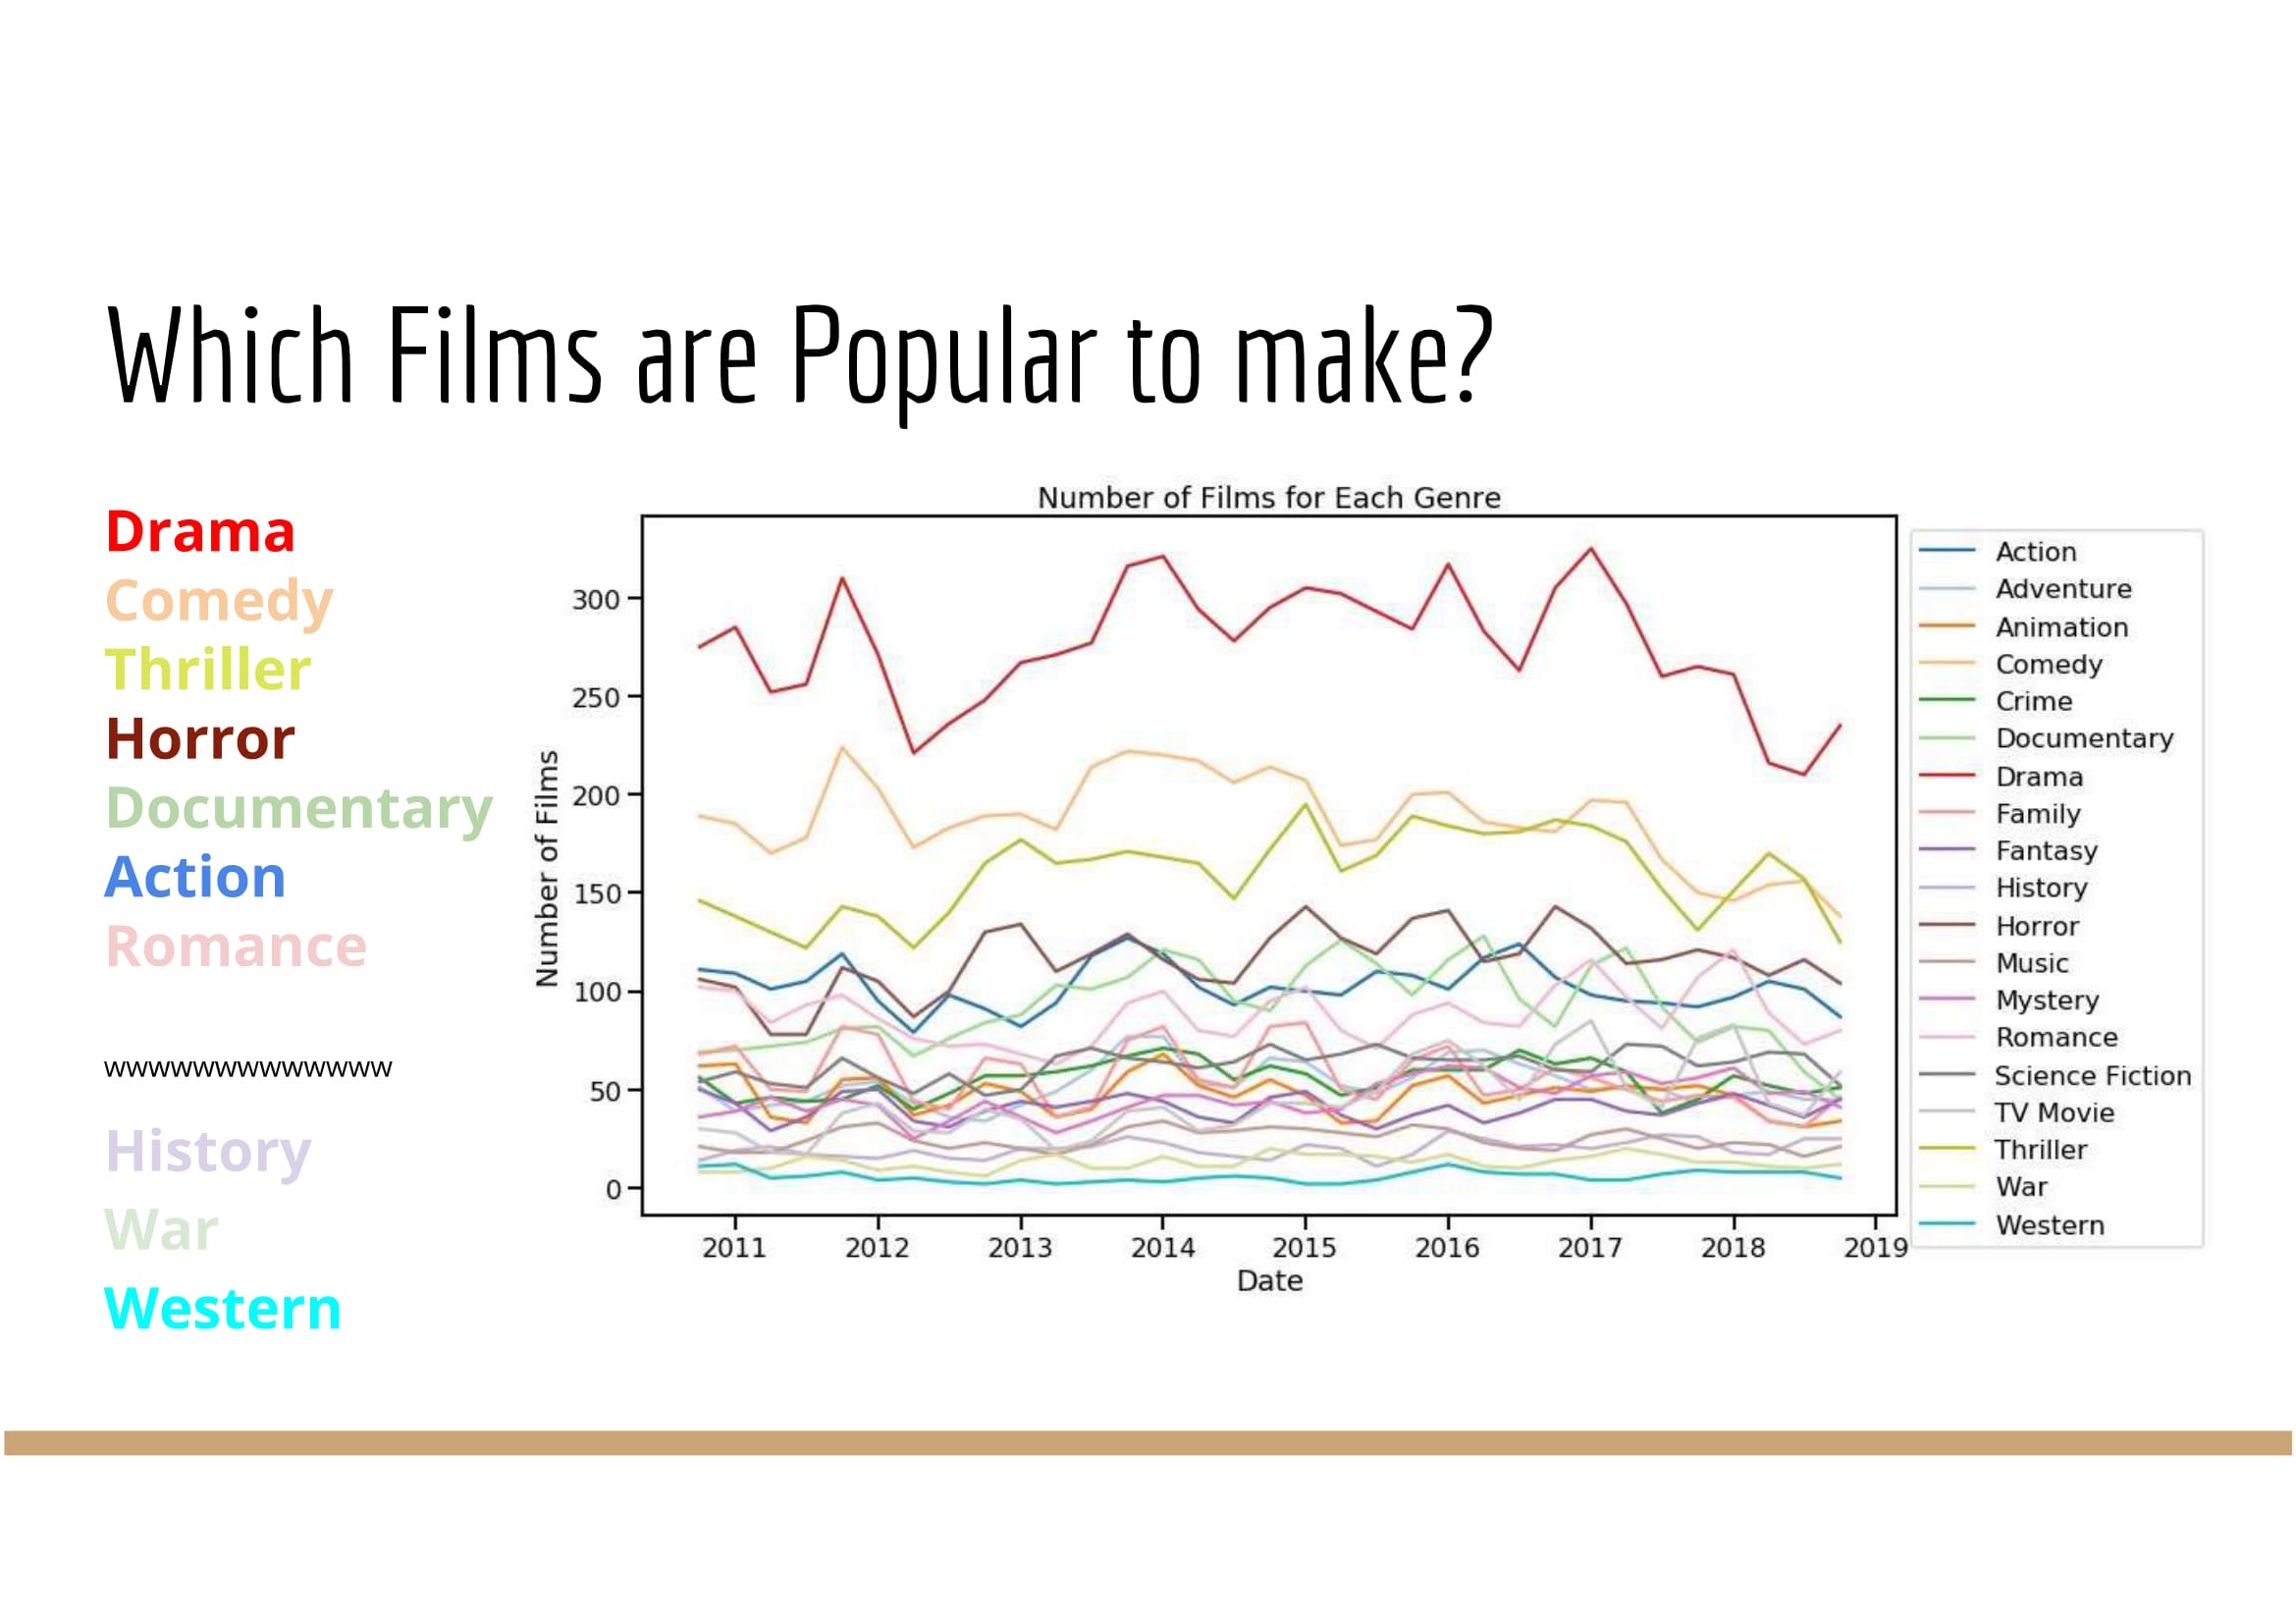 Which Films are Popular to make?
Drama
Comedy
Thriller
Horror
Documentary
Action
Romance
wwwwwwwwwwwww
History
War
Western
Number of Films for Each Genre
Number of Films
300
250
200
150
100
50
0
2011 2012 2013 2014 2015 2016 2017 2018 2019
Date
Action
Adventure
Animation
Comedy
Crime
Documentary
Drama
Family
Fantasy
History
Horror
Music
Mystery
Romance
Science Fiction
TV Movie
Thriller
War
Western